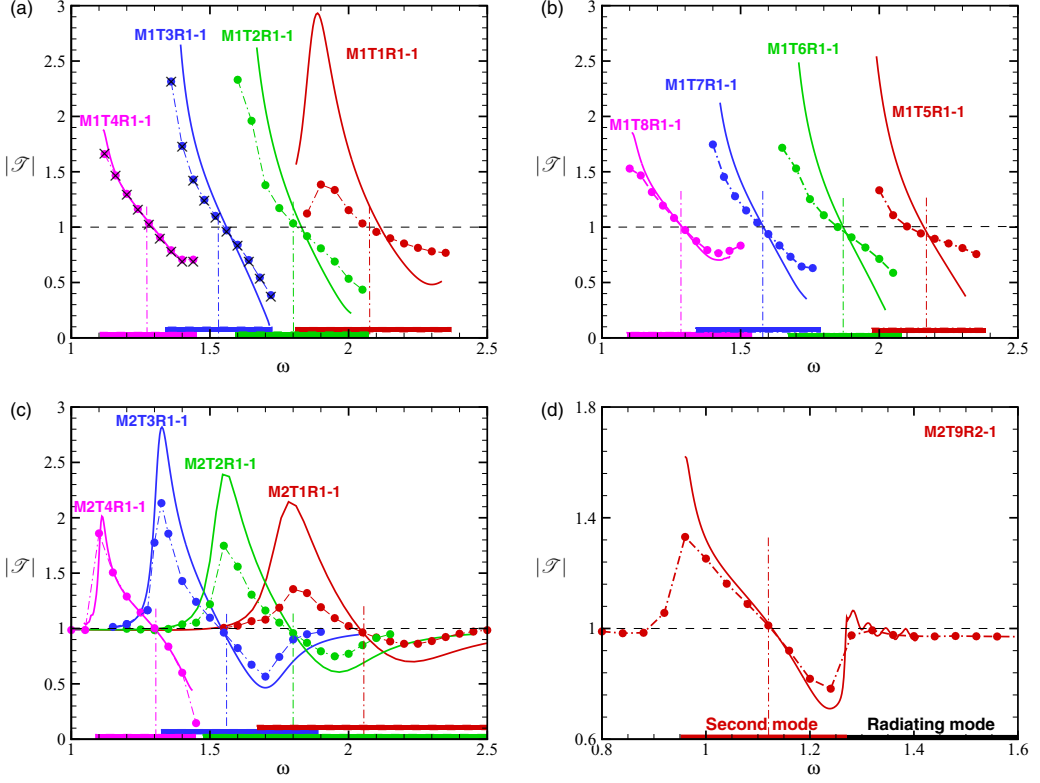 (a)
3
2.5
2
1.5
1
0.5
0
|𝒯|
M1T4R1-1
M1T3R1-1
M1T2R1-1
M1T1R1-1
1
1.5
2
2.5
ω
(b)
3
2.5
2
1.5
1
0.5
0
|𝒯|
M1T8R1-1
M1T7R1-1
M1T6R1-1
M1T5R1-1
1
1.5
2
2.5
ω
(c)
3
2.5
2
1.5
1
0.5
0
|𝒯|
M2T4R1-1
M2T3R1-1
M2T2R1-1
M2T1R1-1
1
1.5
2
2.5
ω
(d)
1.8
1.4
1
0.6
|𝒯|
M2T9R2-1
Second mode
Radiating mode
0.8
1
1.2
1.4
1.6
ω